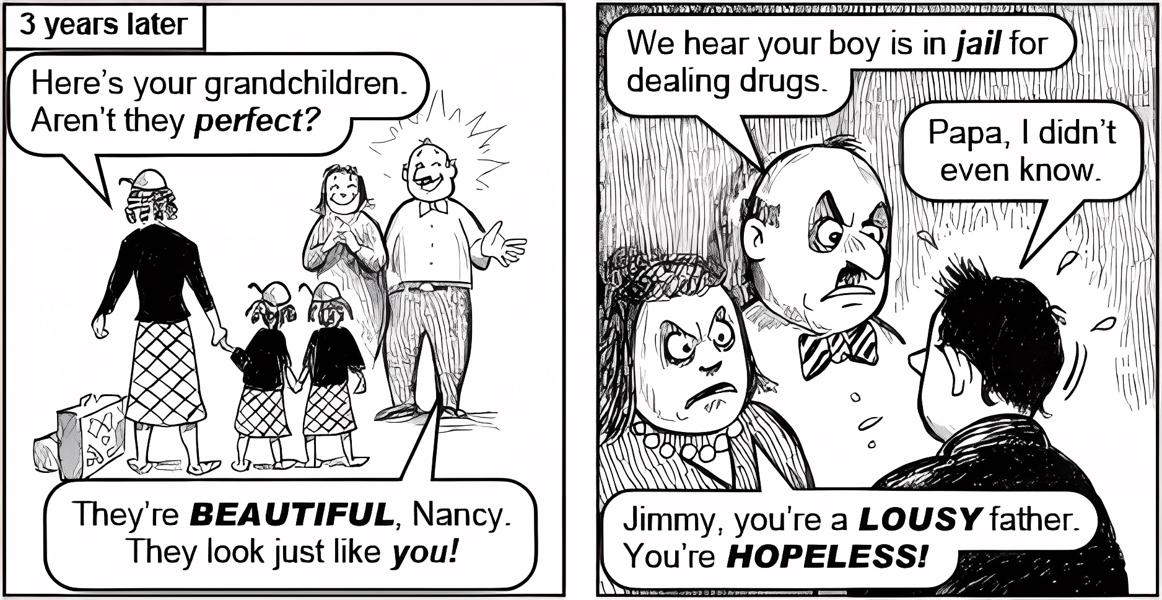 3 years later
Here's your grandchildren.
Aren't they perfect?
They're BEAUTIFUL, Nancy.
They look just like you!
We hear your boy is in jail for
dealing drugs.
Papa, I didn't
even know.
Jimmy, you're a LOUSY father.
You're HOPELESS!